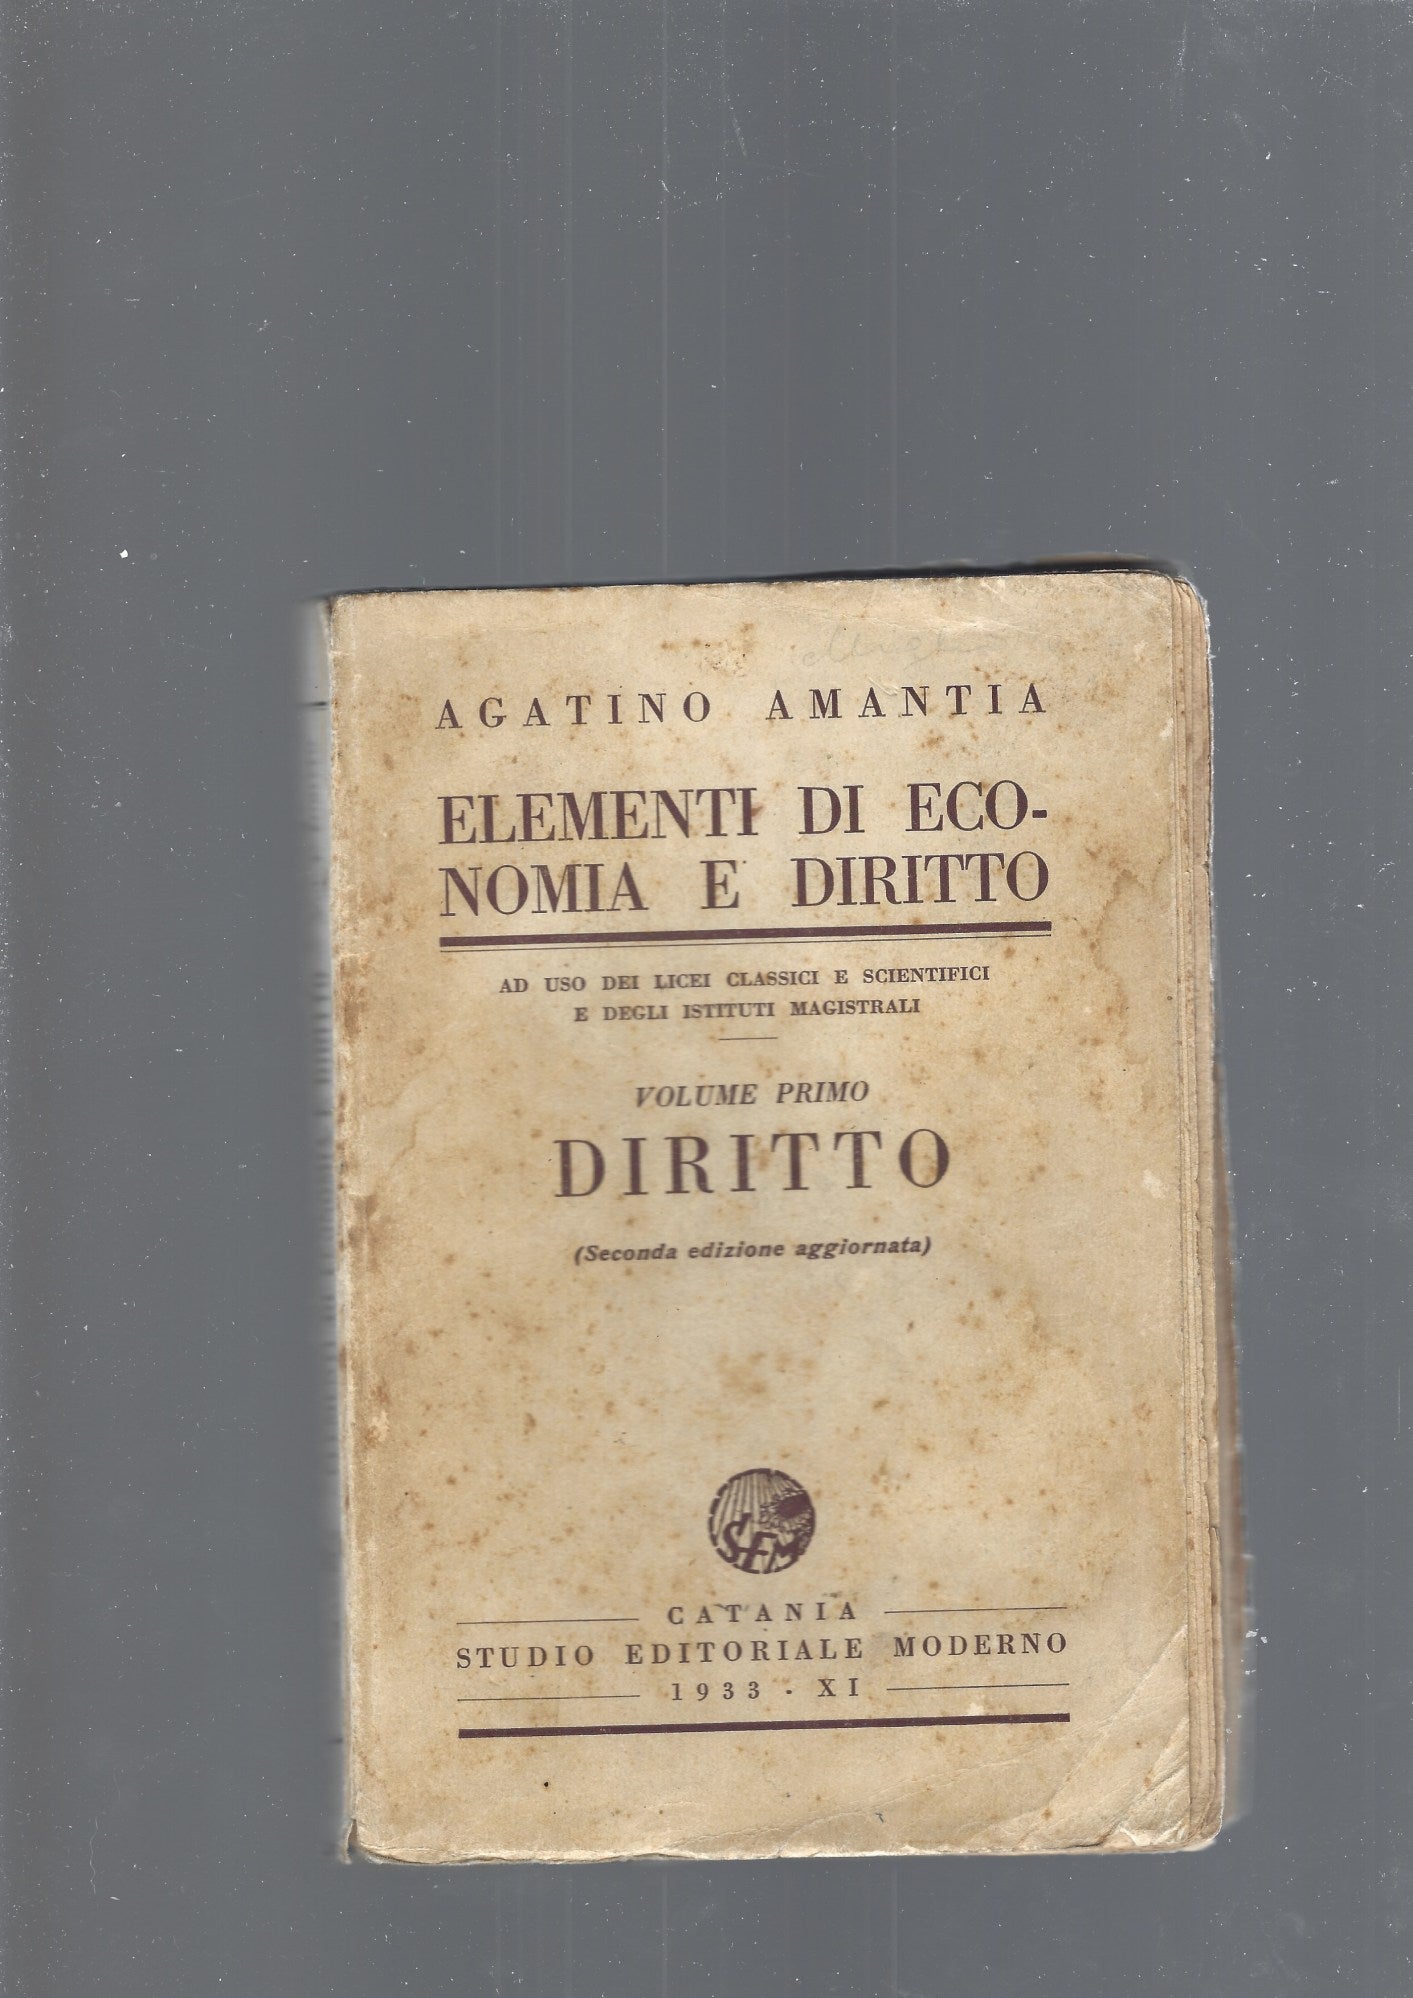 AGATINO AMANTIA
ELEMENTI DI ECO-
NOMIA E DIRITTO
AD USO DEI LICEI CLASSICI E SCIENTIFICI
E DEGLI ISTITUTI MAGISTRALI
VOLUME PRIMO
DIRITTO
(Seconda edizione aggiornata)
SEM
CATANIA
STUDIO EDITORIALE MODERNO
1933 - XI